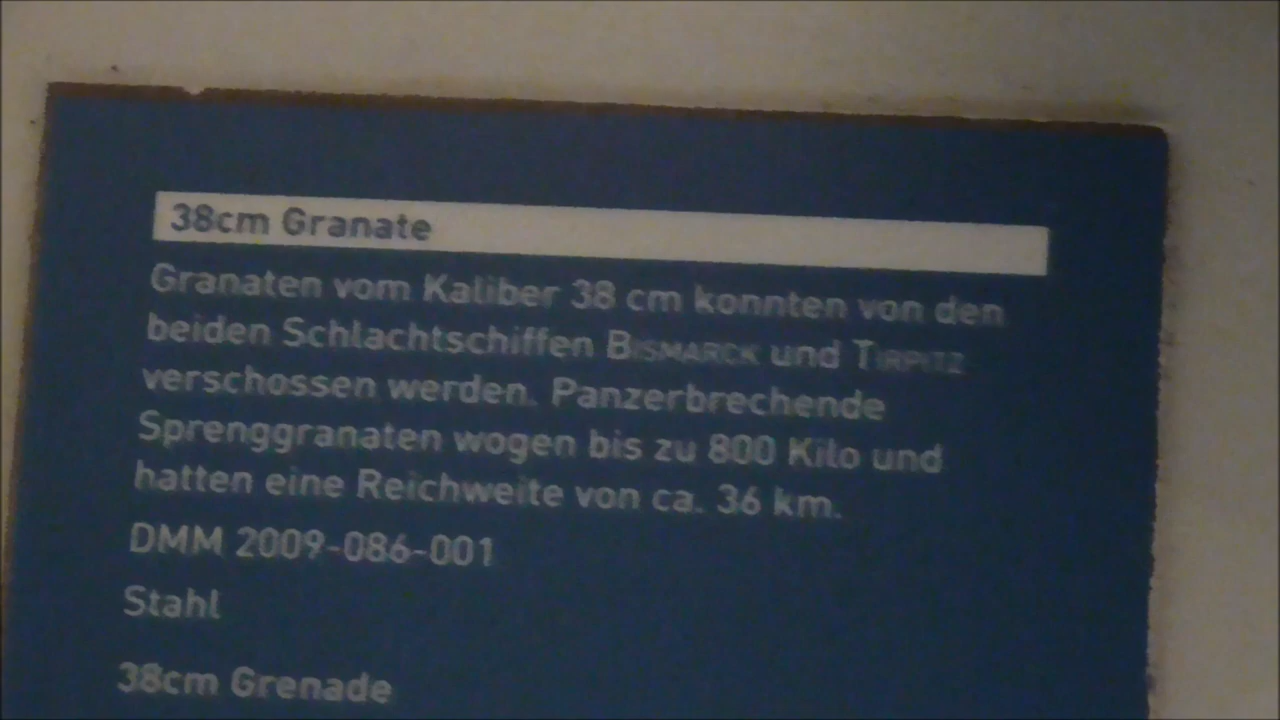 38cm Granate
Granaten vom Kaliber 38 cm konnten von den
beiden Schlachtschiffen BISMARCK und TIRPITZ
verschossen werden. Panzerbrechende
Sprenggranaten wogen bis zu 800 Kilo und
hatten eine Reichweite von ca. 36 km.
DMM 2009-086-001
Stahl
38cm Grenade